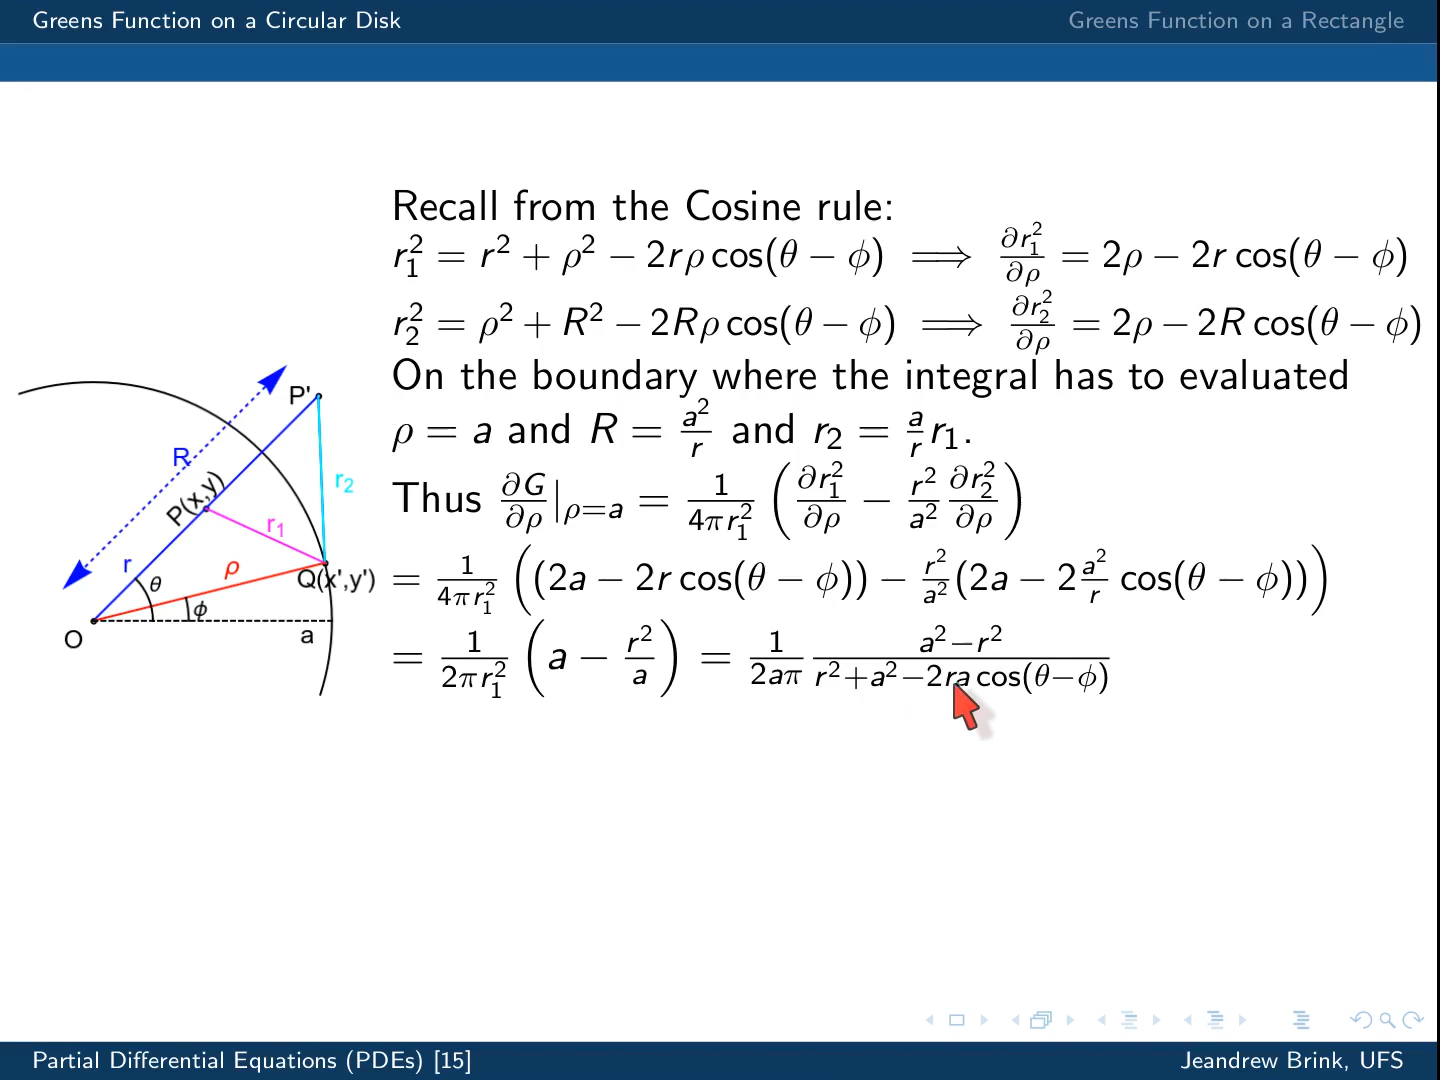 Greens Function on a Circular Disk
Greens Function on a Rectangle
Recall from the Cosine rule:
r₁² = r² + ρ² − 2rρ cos(θ − ϕ) ⟹ ∂r₁²/∂ρ = 2ρ − 2r cos(θ − ϕ)
r₂² = ρ² + R² − 2Rρ cos(θ − ϕ) ⟹ ∂r₂²/∂ρ = 2ρ − 2R cos(θ − ϕ)
On the boundary where the integral has to evaluated
ρ = a and R = a²/r and r₂ = a/r r₁.
Thus ∂G/∂ρ|ρ=a = 1/4πr₁² (∂r₁²/∂ρ − r²/a² ∂r₂²/∂ρ)
= 1/4πr₁² ((2a − 2r cos(θ − ϕ)) − r²/a² (2a − 2 a²/r cos(θ − ϕ)))
= 1/2πr₁² (a − r²/a) = 1/2aπ a²−r²/r²+a²−2ra cos(θ−ϕ)
P'
R
r₂
P(x,y)
r₁
r
θ
ρ
Q(x',y')
ϕ
O
a
Partial Differential Equations (PDEs) [15]
Jeandrew Brink, UFS